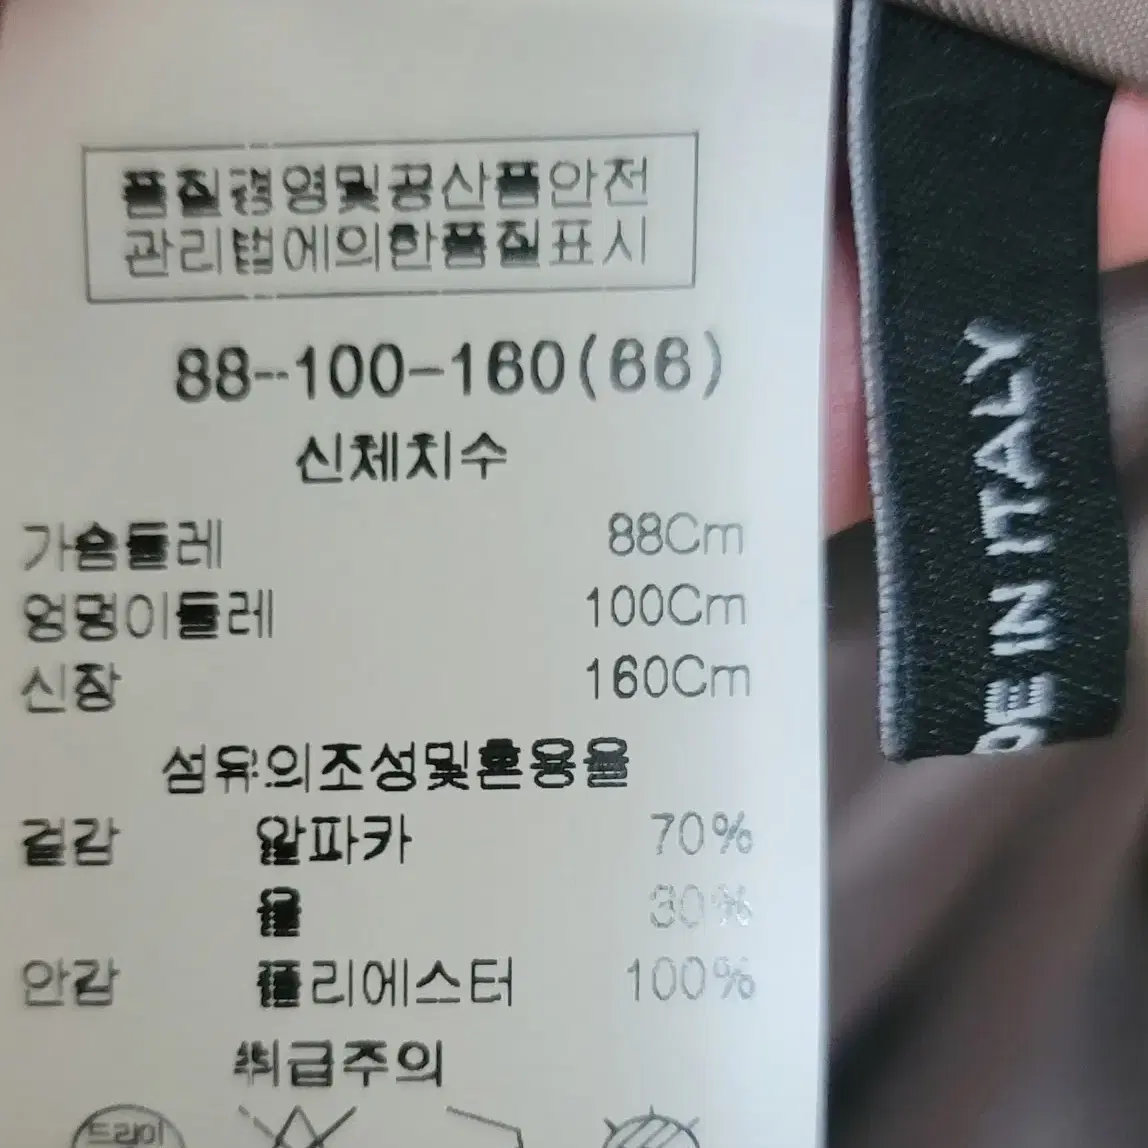 품질경영및공산품안전
관리법에의한품질표시
88-100-160(66)
신체치수
가슴둘레 88Cm
엉덩이둘레 100Cm
신장 160Cm
섬유의조성및혼용율
겉감 알파카 70%
울 30%
안감 폴리에스터 100%
취급주의
드라이
DE IN ITALY